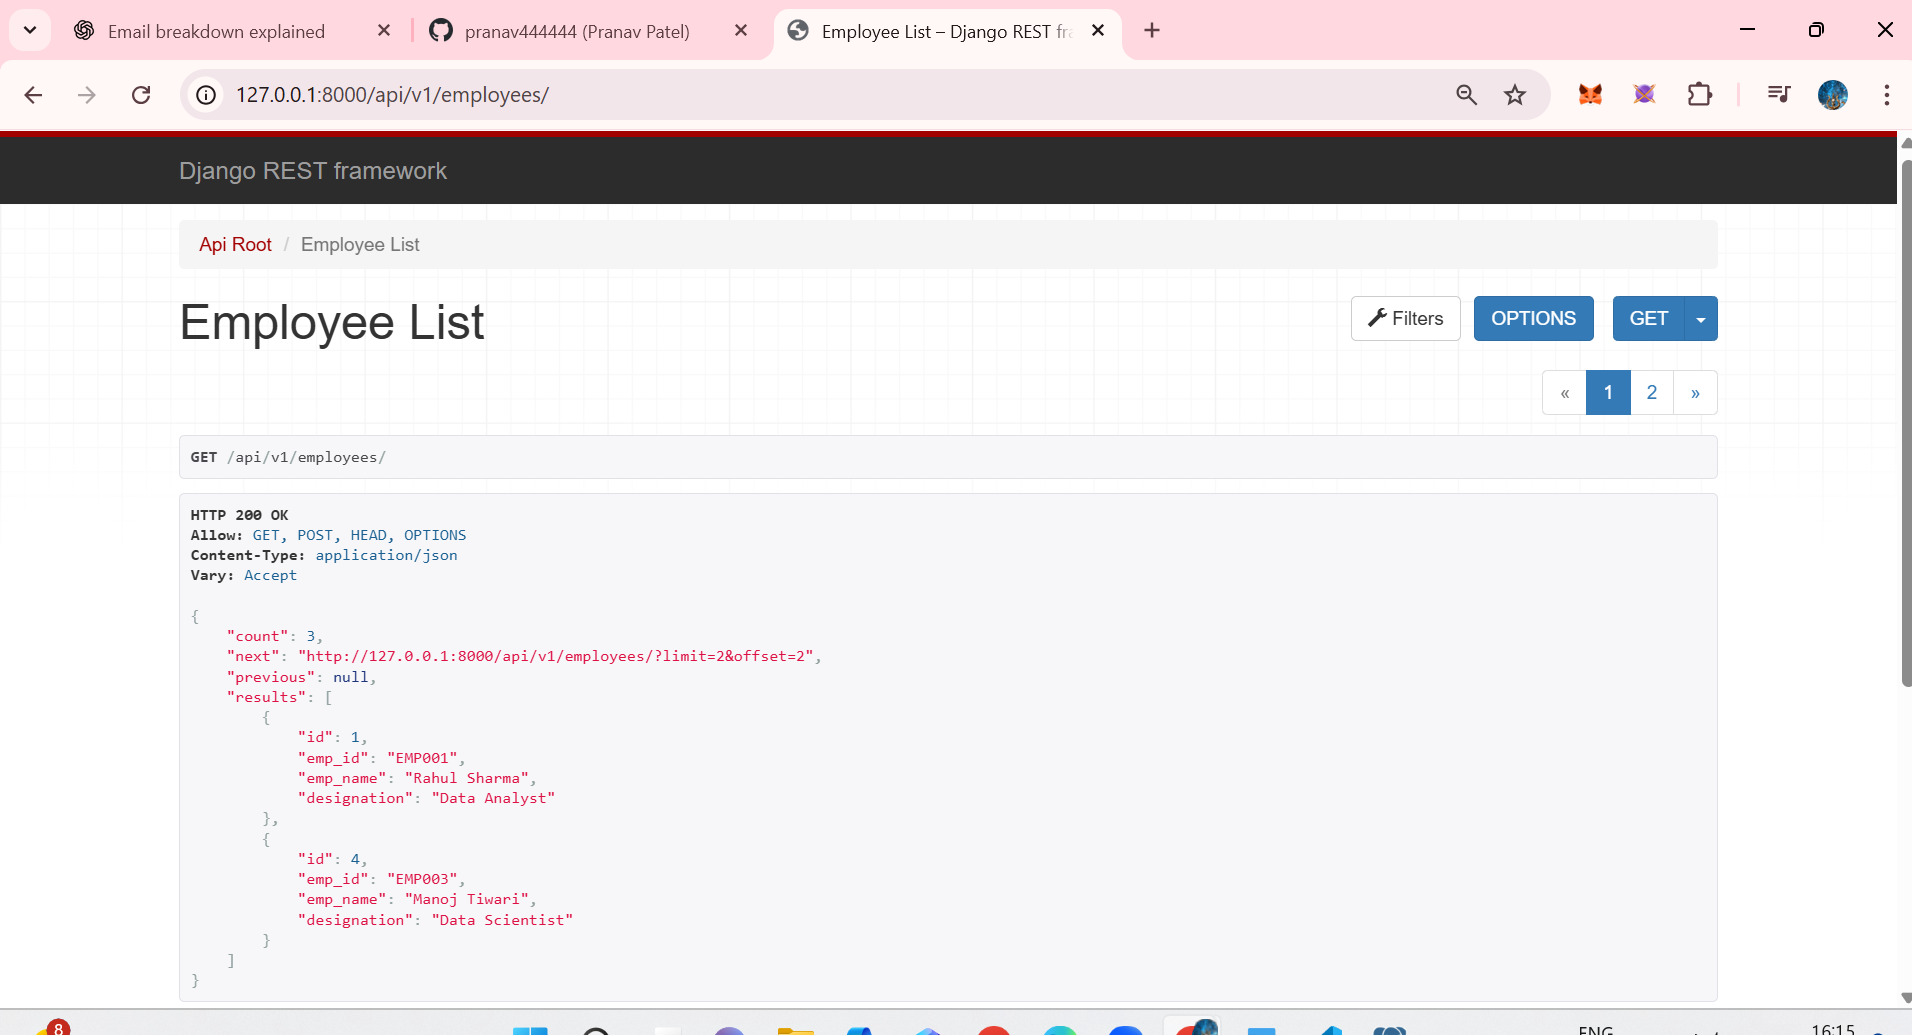 Email breakdown explained
pranav444444 (Pranav Patel)
Employee List – Django REST fr
127.0.0.1:8000/api/v1/employees/
Django REST framework
Api Root / Employee List
Employee List
Filters
OPTIONS
GET
« 1 2 »
GET /api/v1/employees/
HTTP 200 OK
Allow: GET, POST, HEAD, OPTIONS
Content-Type: application/json
Vary: Accept
{
    "count": 3,
    "next": "http://127.0.0.1:8000/api/v1/employees/?limit=2&offset=2",
    "previous": null,
    "results": [
        {
            "id": 1,
            "emp_id": "EMP001",
            "emp_name": "Rahul Sharma",
            "designation": "Data Analyst"
        },
        {
            "id": 4,
            "emp_id": "EMP003",
            "emp_name": "Manoj Tiwari",
            "designation": "Data Scientist"
        }
    ]
}
8
ENG
16:15